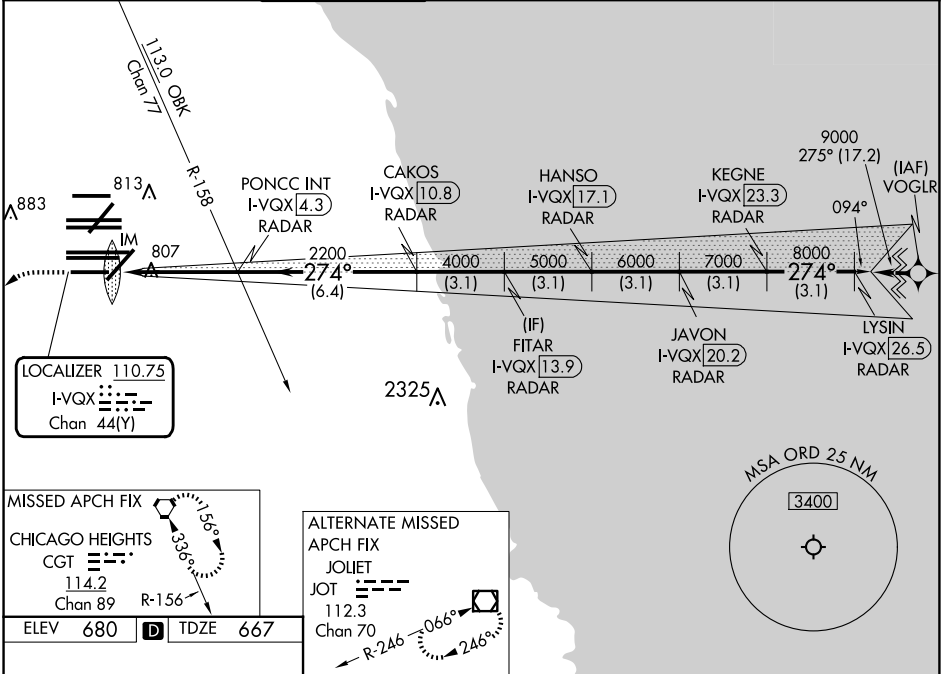 113.0 OBK
Chan 77
R-158
883
813
IM
807
PONCC INT
I-VQX 4.3
RADAR
CAKOS
I-VQX 10.8
RADAR
HANSO
I-VQX 17.1
RADAR
KEGNE
I-VQX 23.3
RADAR
9000
275° (17.2)
(IAF)
VOGLR
094°
2200
274°
(6.4)
4000
(3.1)
5000
(3.1)
6000
(3.1)
7000
(3.1)
8000
274°
(3.1)
(IF)
FITAR
I-VQX 13.9
RADAR
JAVON
I-VQX 20.2
RADAR
LYSIN
I-VQX 26.5
RADAR
LOCALIZER 110.75
I-VQX
Chan 44(Y)
2325
MSA ORD 25 NM
3400
MISSED APCH FIX
CHICAGO HEIGHTS
CGT
114.2
Chan 89
R-156
336°
156°
ALTERNATE MISSED
APCH FIX
JOLIET
JOT
112.3
Chan 70
R-246
066°
246°
ELEV 680 D TDZE 667